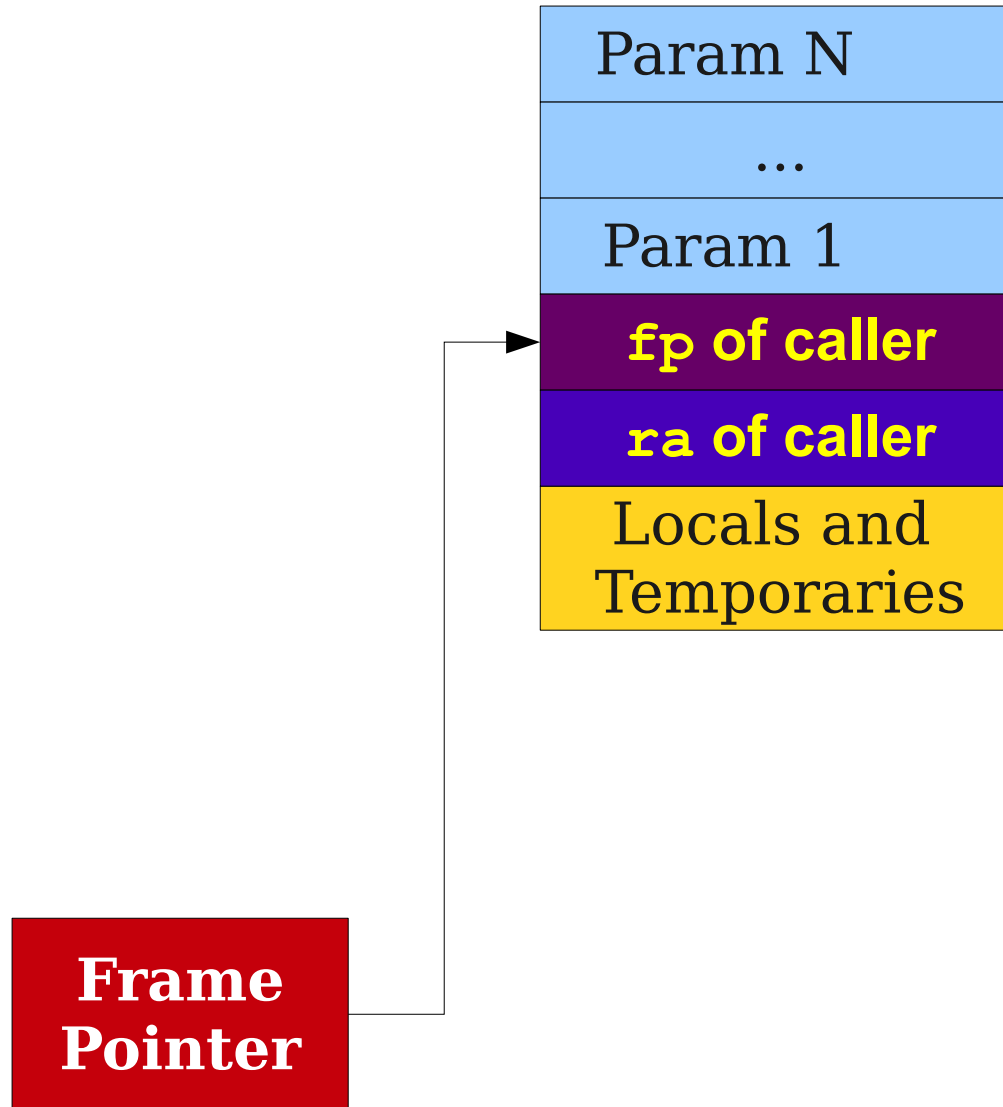 Param N
...
Param 1
fp of caller
ra of caller
Locals and
Temporaries
Frame
Pointer